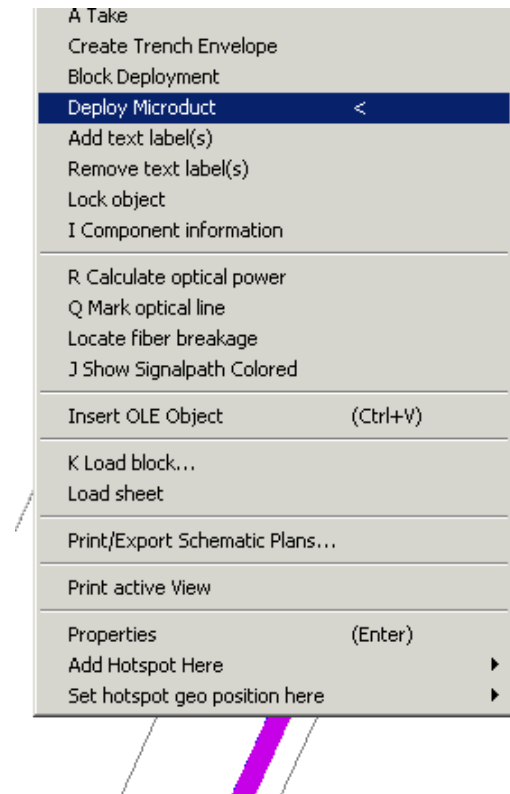 A Take
Create Trench Envelope
Block Deployment
Deploy Microduct <
Add text label(s)
Remove text label(s)
Lock object
I Component information
R Calculate optical power
Q Mark optical line
Locate fiber breakage
J Show Signalpath Colored
Insert OLE Object (Ctrl+V)
K Load block...
Load sheet
Print/Export Schematic Plans...
Print active View
Properties (Enter)
Add Hotspot Here
Set hotspot geo position here